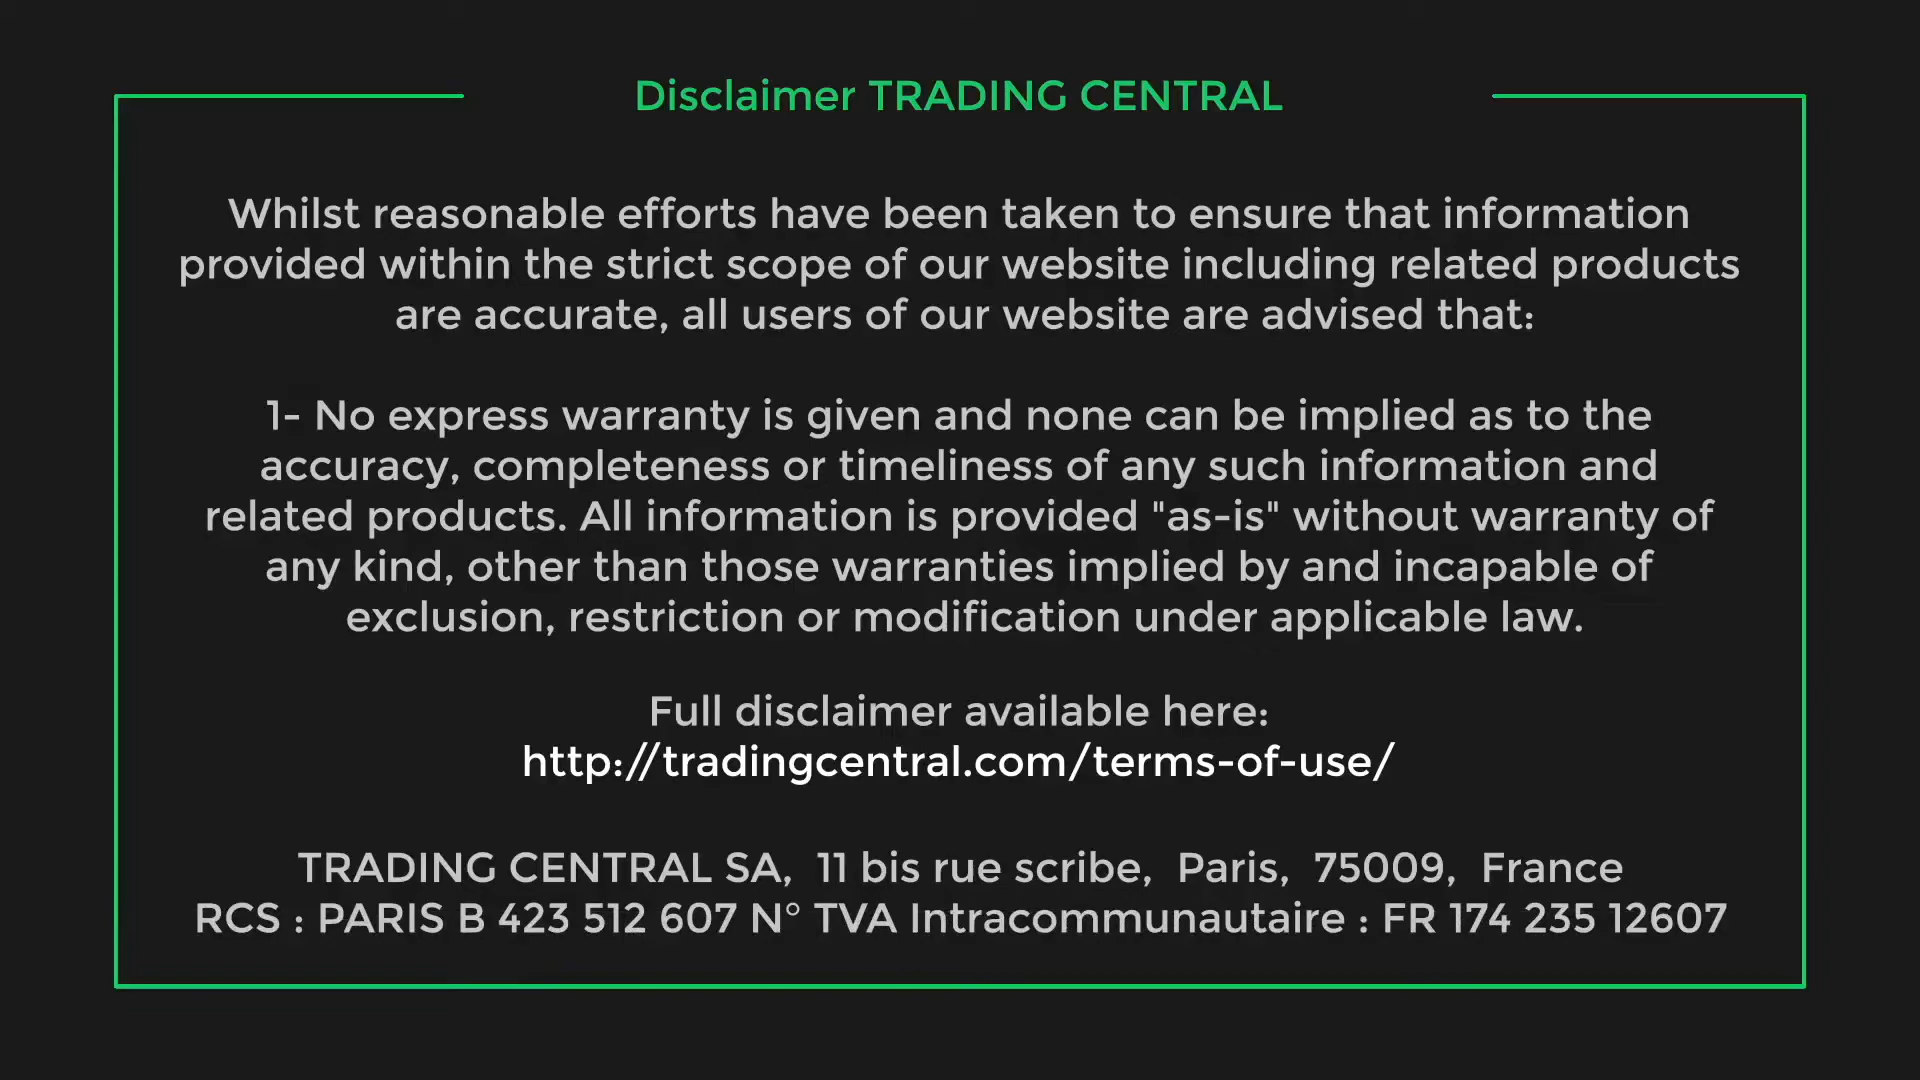 Disclaimer TRADING CENTRAL
Whilst reasonable efforts have been taken to ensure that information
provided within the strict scope of our website including related products
are accurate, all users of our website are advised that:
1- No express warranty is given and none can be implied as to the
accuracy, completeness or timeliness of any such information and
related products. All information is provided "as-is" without warranty of
any kind, other than those warranties implied by and incapable of
exclusion, restriction or modification under applicable law.
Full disclaimer available here:
http://tradingcentral.com/terms-of-use/
TRADING CENTRAL SA,  11 bis rue scribe,  Paris,  75009,  France
RCS : PARIS B 423 512 607 N° TVA Intracommunautaire : FR 174 235 12607